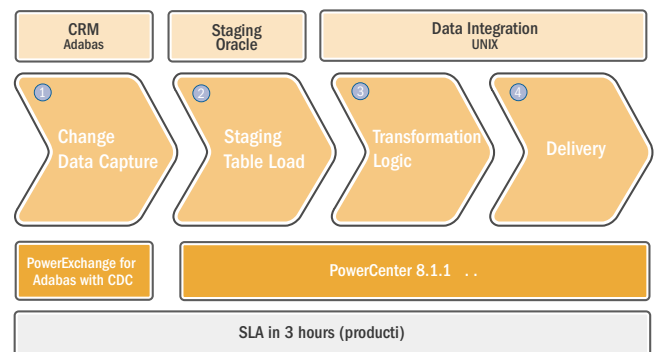 CRM
Adabas
Staging
Oracle
Data Integration
UNIX
1
Change
Data Capture
2
Staging
Table Load
3
Transformation
Logic
4
Delivery
PowerExchange for
Adabas with CDC
PowerCenter 8.1.1 . .
SLA in 3 hours (producti)